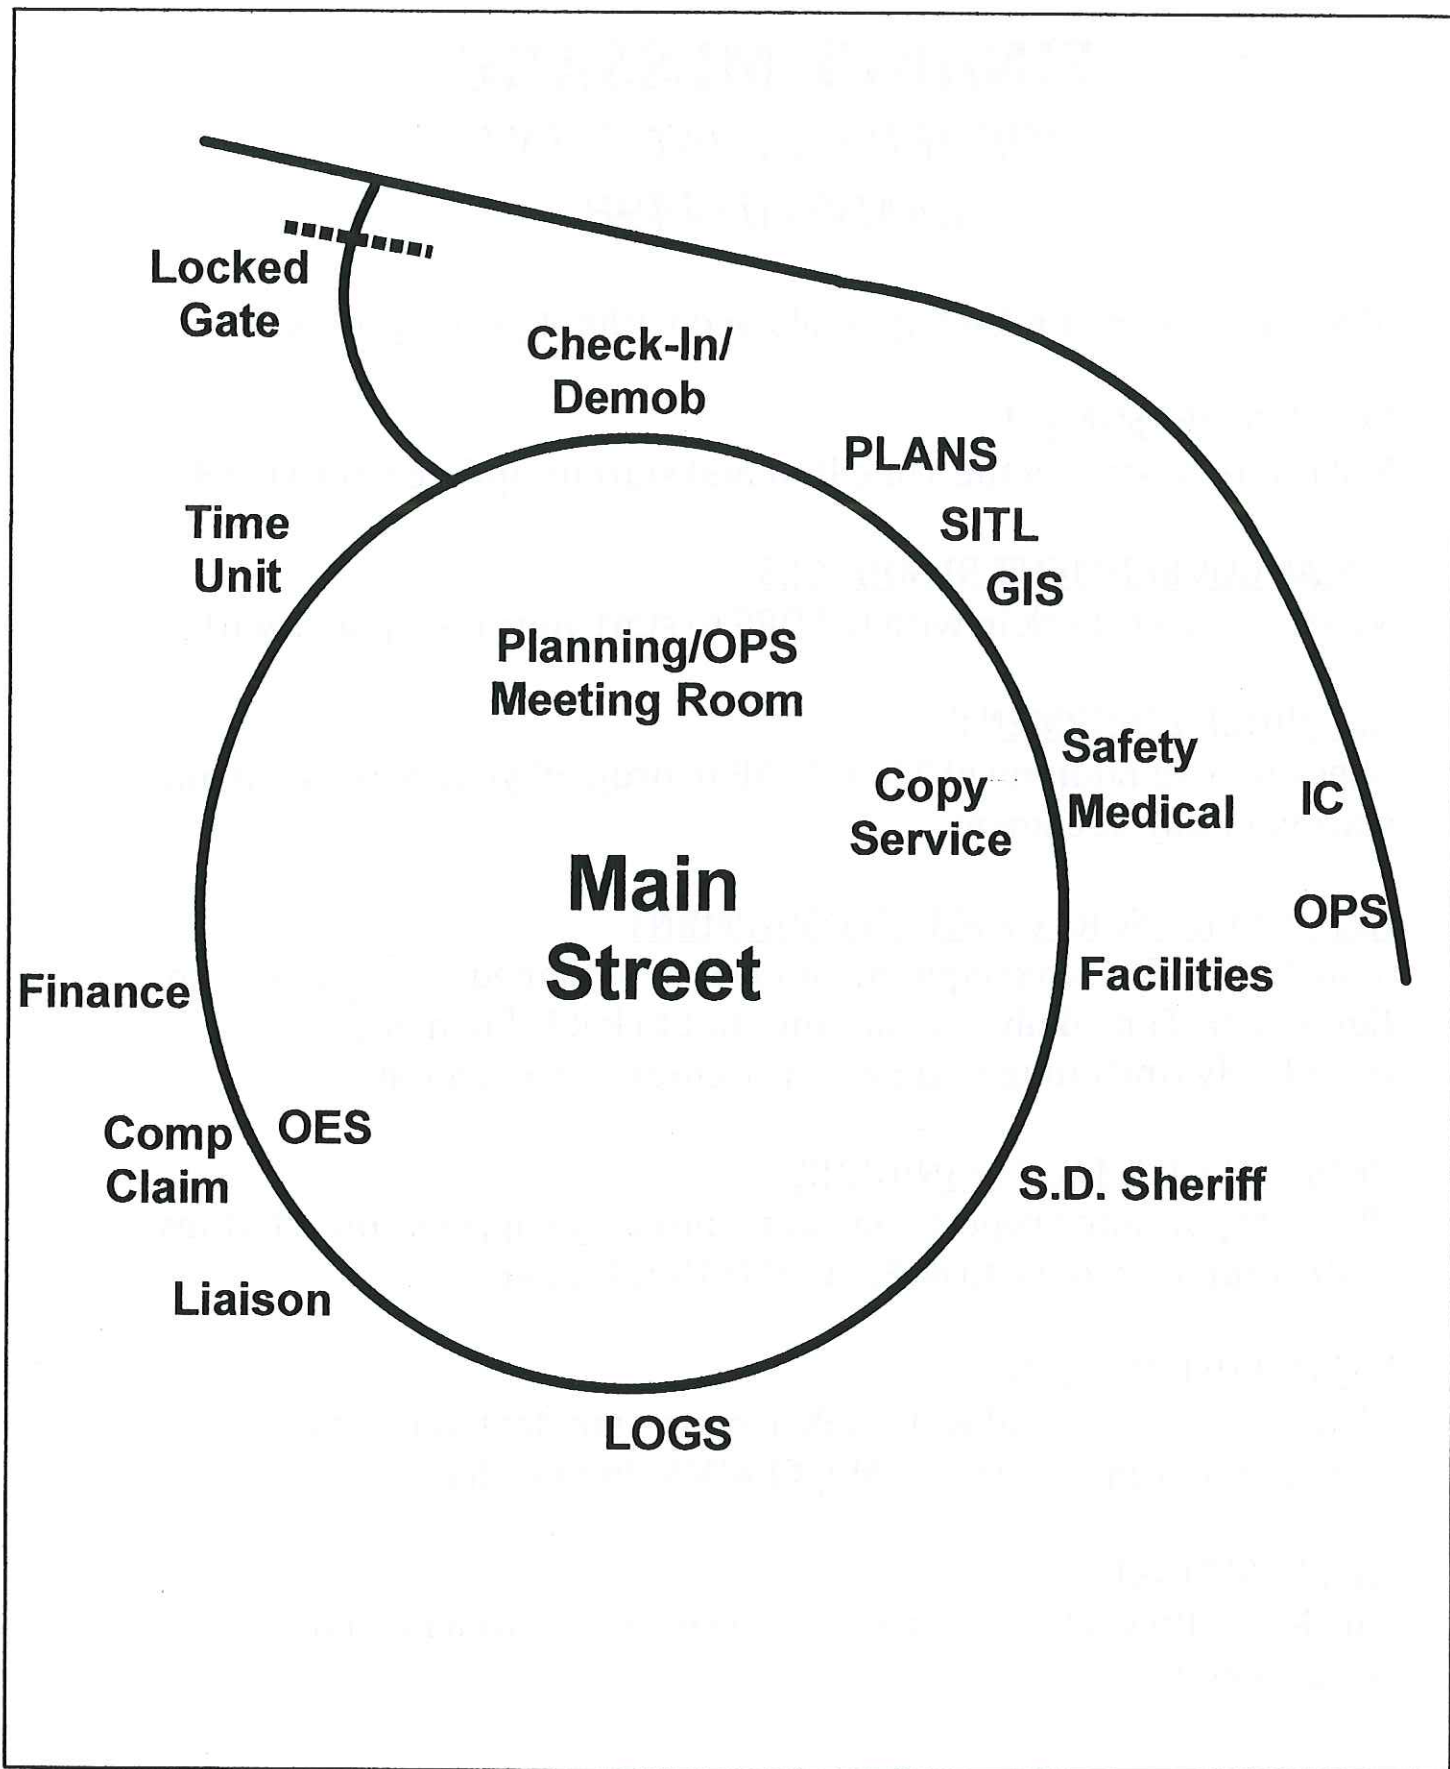 Locked
Gate
Check-In/
Demob
PLANS
SITL
GIS
Time
Unit
Planning/OPS
Meeting Room
Safety
Medical
IC
Copy
Service
Main
Street
OPS
Facilities
Finance
OES
Comp
Claim
S.D. Sheriff
Liaison
LOGS